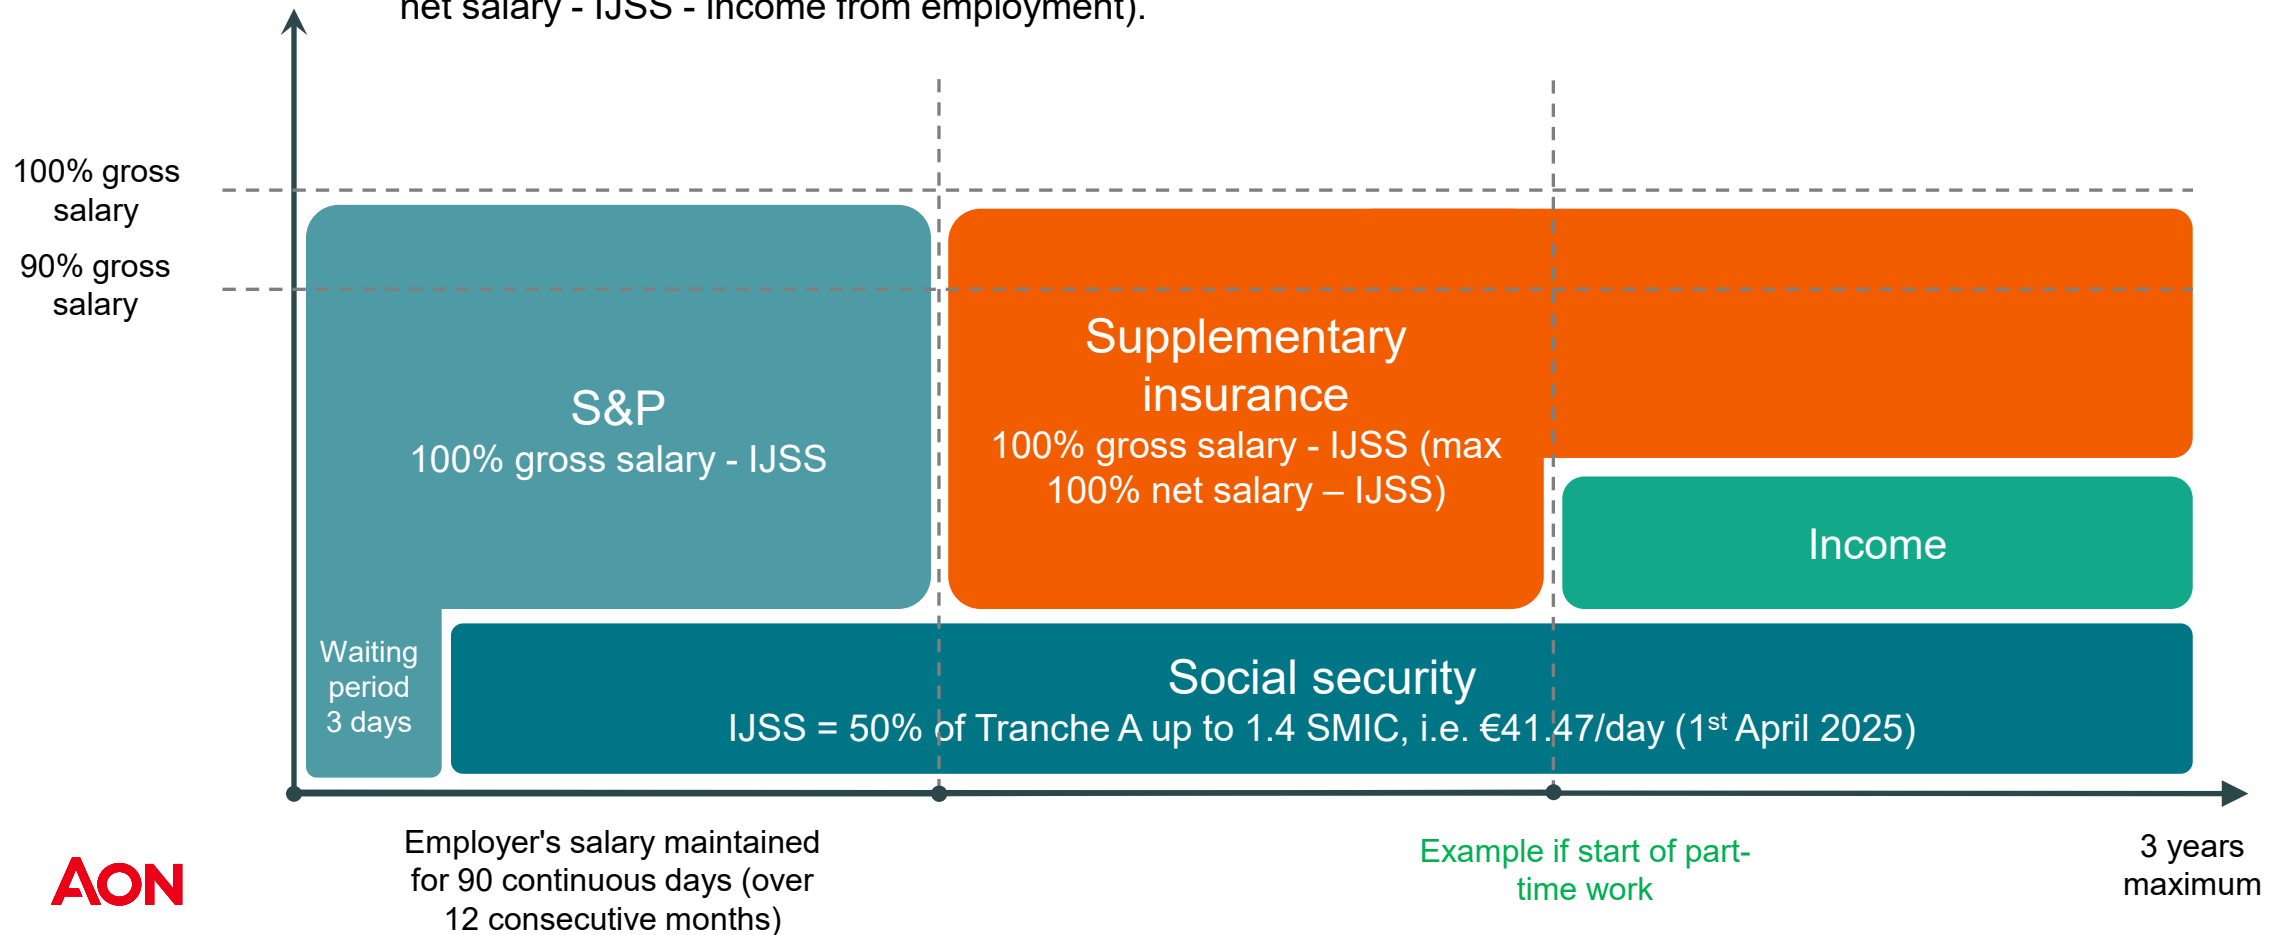 net salary - IJSS - income from employment).
100% gross
salary
90% gross
salary
S&P
100% gross salary - IJSS
Supplementary
insurance
100% gross salary - IJSS (max
100% net salary – IJSS)
Income
Waiting
period
3 days
Social security
IJSS = 50% of Tranche A up to 1.4 SMIC, i.e. €41.47/day (1st April 2025)
Employer's salary maintained
for 90 continuous days (over
12 consecutive months)
Example if start of part-
time work
3 years
maximum
AON